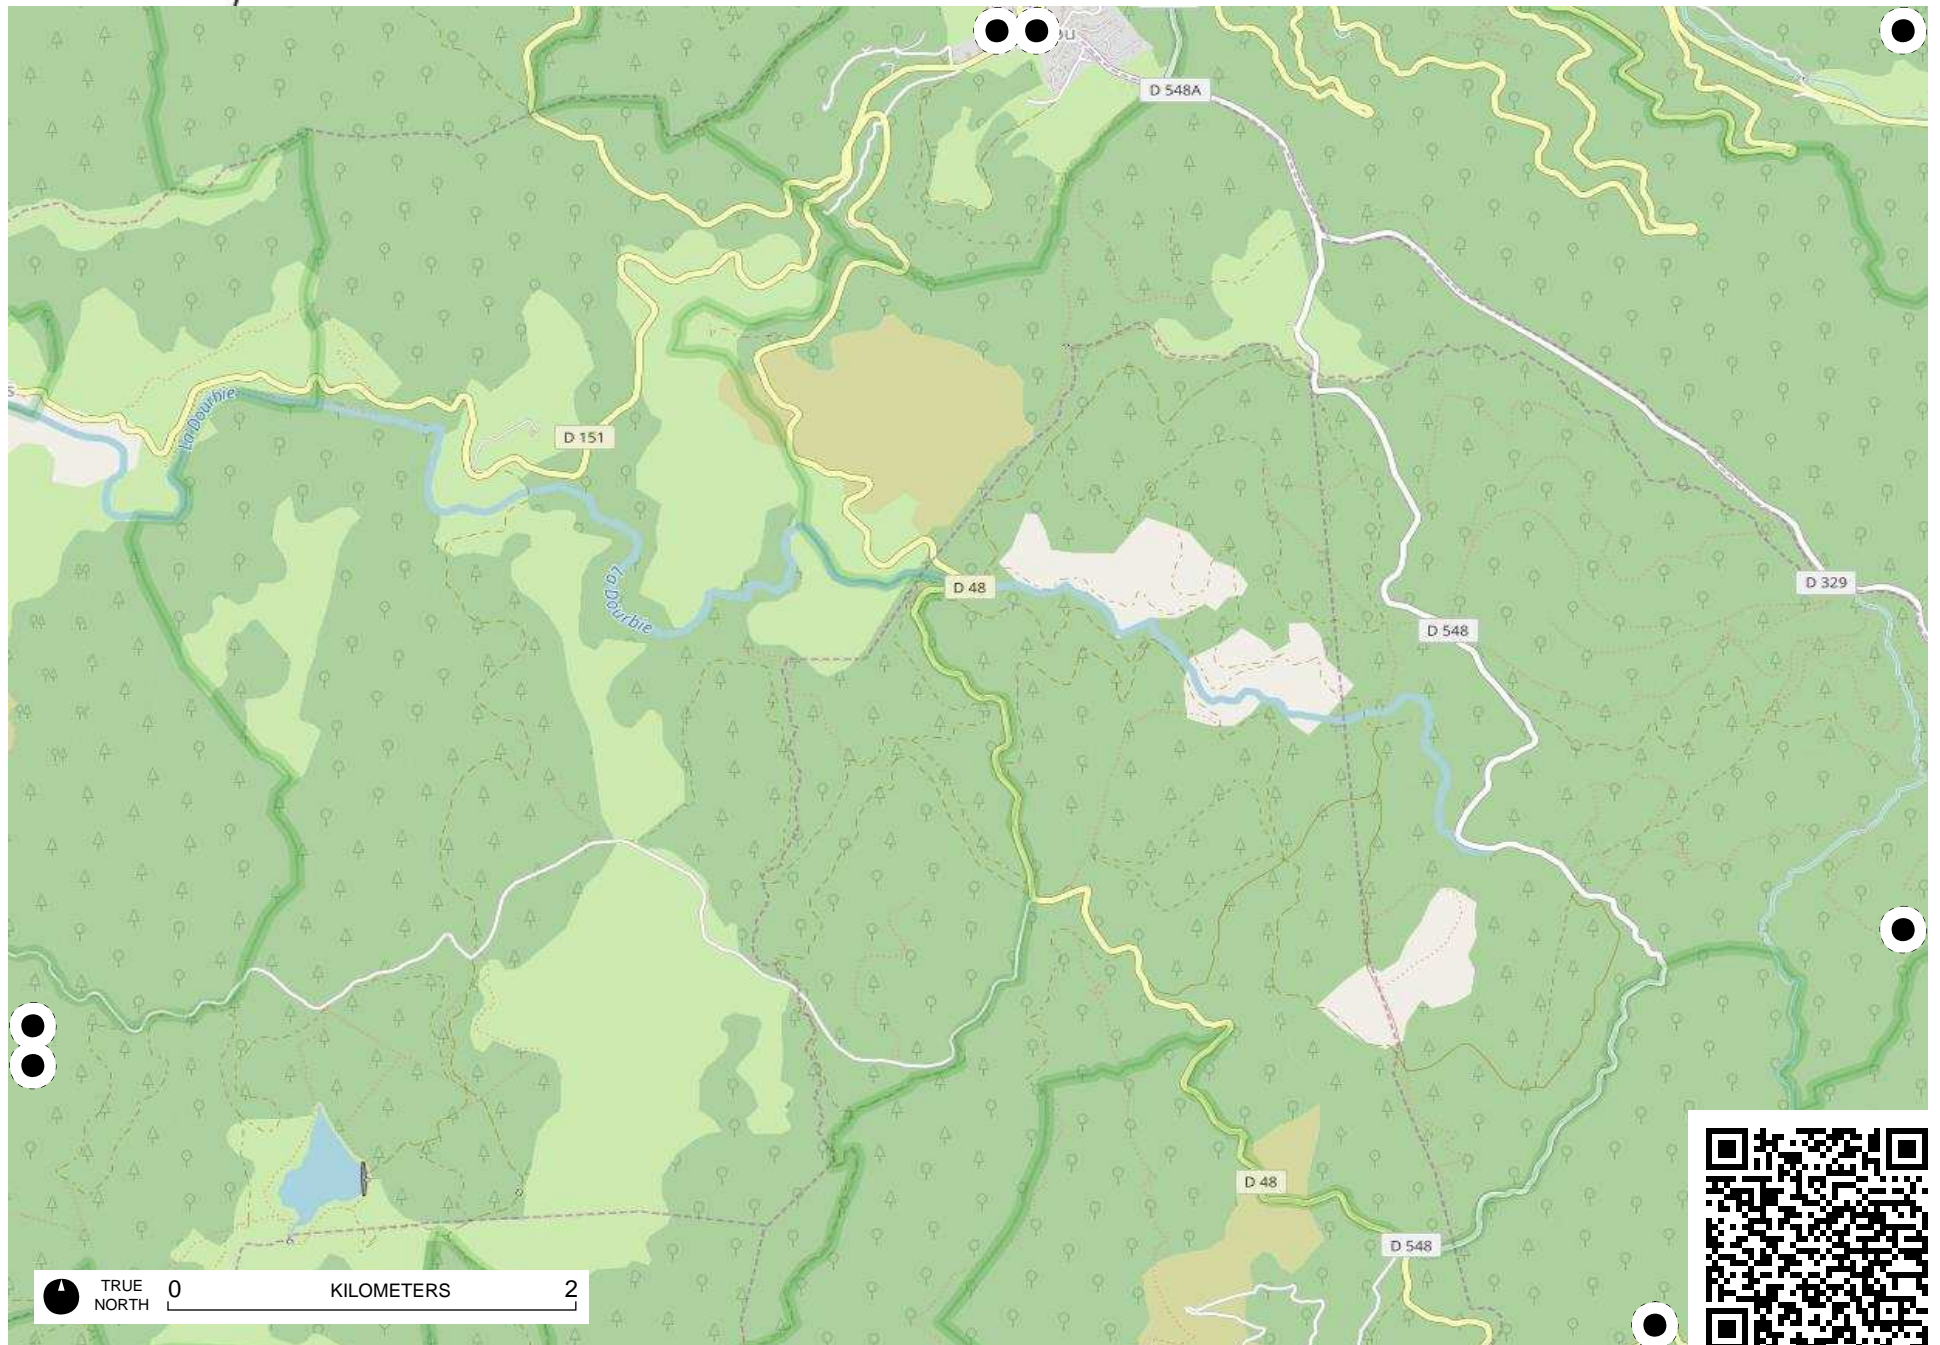 D 548A
La Dourbie
D 151
D 48
D 329
La Dourbie
D 548
D 48
D 548
TRUE NORTH
0 KILOMETERS 2